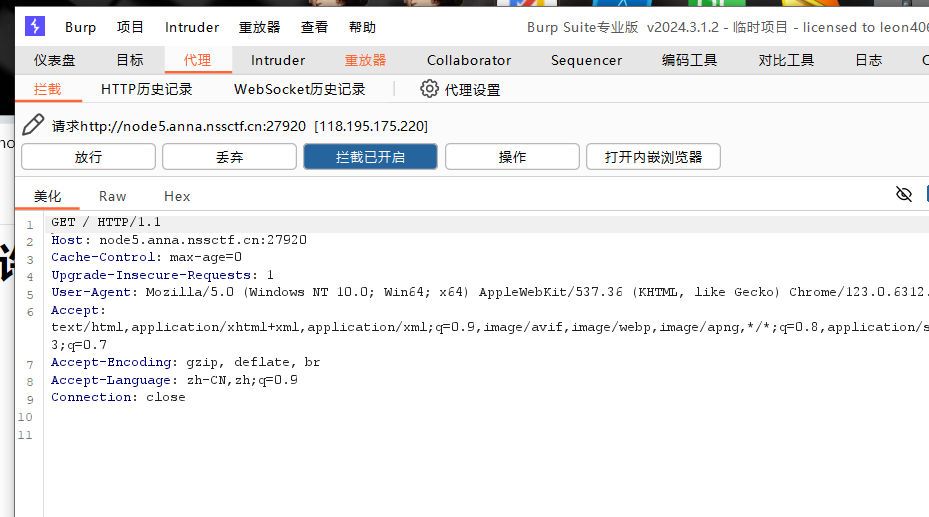 Burp 项目 Intruder 重放器 查看 帮助 Burp Suite专业版 v2024.3.1.2 - 临时项目 - licensed to leon406
仪表盘 目标 代理 Intruder 重放器 Collaborator Sequencer 编码工具 对比工具 日志
拦截 HTTP历史记录 WebSocket历史记录 代理设置
请求http://node5.anna.nssctf.cn:27920 [118.195.175.220]
放行 丢弃 拦截已开启 操作 打开内嵌浏览器
美化 Raw Hex
1 GET / HTTP/1.1
2 Host: node5.anna.nssctf.cn:27920
3 Cache-Control: max-age=0
4 Upgrade-Insecure-Requests: 1
5 User-Agent: Mozilla/5.0 (Windows NT 10.0; Win64; x64) AppleWebKit/537.36 (KHTML, like Gecko) Chrome/123.0.6312.
6 Accept:
text/html,application/xhtml+xml,application/xml;q=0.9,image/avif,image/webp,image/apng,*/*;q=0.8,application/s
3;q=0.7
7 Accept-Encoding: gzip, deflate, br
8 Accept-Language: zh-CN,zh;q=0.9
9 Connection: close
10
11